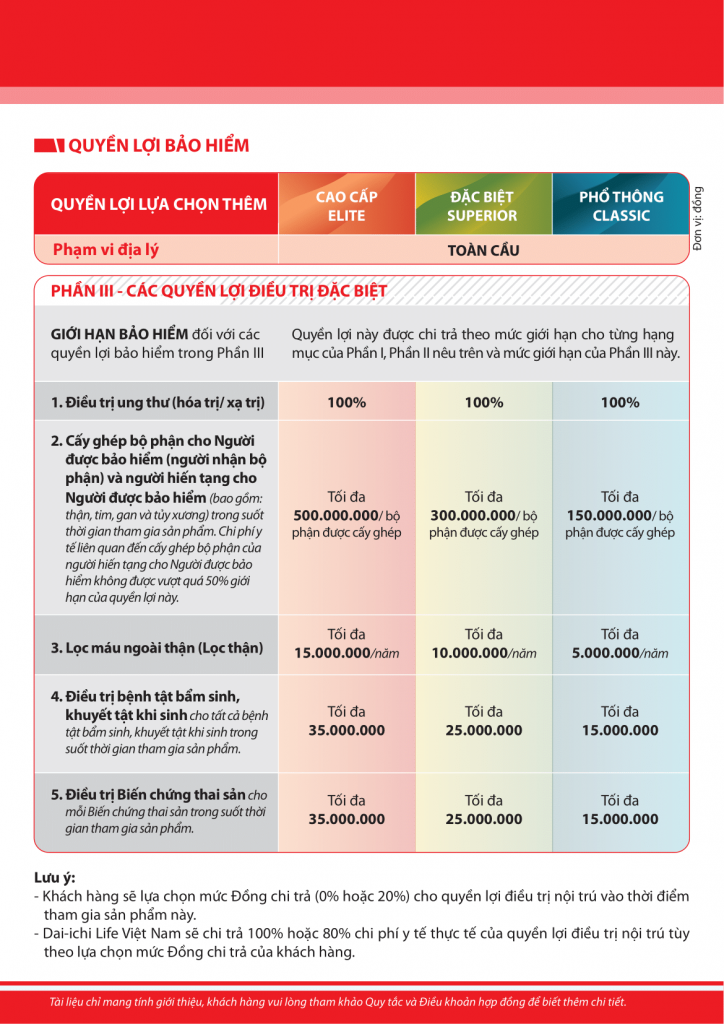 QUYỀN LỢI BẢO HIỂM
QUYỀN LỢI LỰA CHỌN THÊM
CAO CẤP
ELITE
ĐẶC BIỆT
SUPERIOR
PHỔ THÔNG
CLASSIC
Đơn vị: đồng
Phạm vi địa lý
TOÀN CẦU
PHẦN III - CÁC QUYỀN LỢI ĐIỀU TRỊ ĐẶC BIỆT
GIỚI HẠN BẢO HIỂM đối với các
quyền lợi bảo hiểm trong Phần III
Quyền lợi này được chi trả theo mức giới hạn cho từng hạng
mục của Phần I, Phần II nêu trên và mức giới hạn của Phần III này.
1. Điều trị ung thư (hóa trị/ xạ trị)
100%
100%
100%
2. Cấy ghép bộ phận cho Người
được bảo hiểm (người nhận bộ
phận) và người hiến tạng cho
Người được bảo hiểm (bao gồm:
thận, tim, gan và tủy xương) trong suốt
thời gian tham gia sản phẩm. Chi phí y
tế liên quan đến cấy ghép bộ phận của
người hiến tạng cho Người được bảo
hiểm không được vượt quá 50% giới
hạn của quyền lợi này.
Tối đa
500.000.000/ bộ
phận được cấy ghép
Tối đa
300.000.000/ bộ
phận được cấy ghép
Tối đa
150.000.000/ bộ
phận được cấy ghép
3. Lọc máu ngoài thận (Lọc thận)
Tối đa
15.000.000/năm
Tối đa
10.000.000/năm
Tối đa
5.000.000/năm
4. Điều trị bệnh tật bẩm sinh,
khuyết tật khi sinh cho tất cả bệnh
tật bẩm sinh, khuyết tật khi sinh trong
suốt thời gian tham gia sản phẩm.
Tối đa
35.000.000
Tối đa
25.000.000
Tối đa
15.000.000
5. Điều trị Biến chứng thai sản cho
mỗi Biến chứng thai sản trong suốt thời
gian tham gia sản phẩm.
Tối đa
35.000.000
Tối đa
25.000.000
Tối đa
15.000.000
Lưu ý:
- Khách hàng sẽ lựa chọn mức Đồng chi trả (0% hoặc 20%) cho quyền lợi điều trị nội trú vào thời điểm
tham gia sản phẩm này.
- Dai-ichi Life Việt Nam sẽ chi trả 100% hoặc 80% chi phí y tế thực tế của quyền lợi điều trị nội trú tùy
theo lựa chọn mức Đồng chi trả của khách hàng.
Tài liệu chỉ mang tính giới thiệu, khách hàng vui lòng tham khảo Quy tắc và Điều khoản hợp đồng để biết thêm chi tiết.